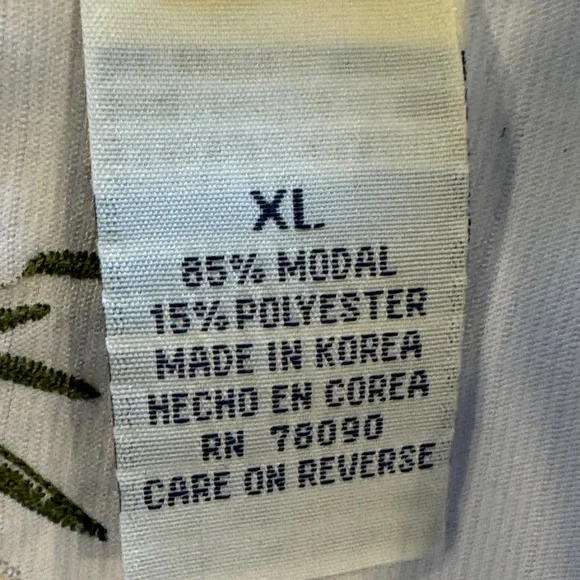 XL
85% MODAL
15% POLYESTER
MADE IN KOREA
HECHO EN COREA
RN 78090
CARE ON REVERSE